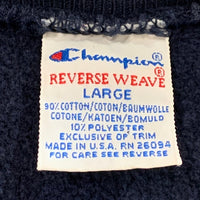 Champion®
REVERSE WEAVE®
LARGE
90% COTTON/COTON/BAUMWOLLE
COTONE/KATOEN/BOMULD
10% POLYESTER
EXCLUSIVE OF TRIM
MADE IN U.S.A. RN 26094
FOR CARE SEE REVERSE